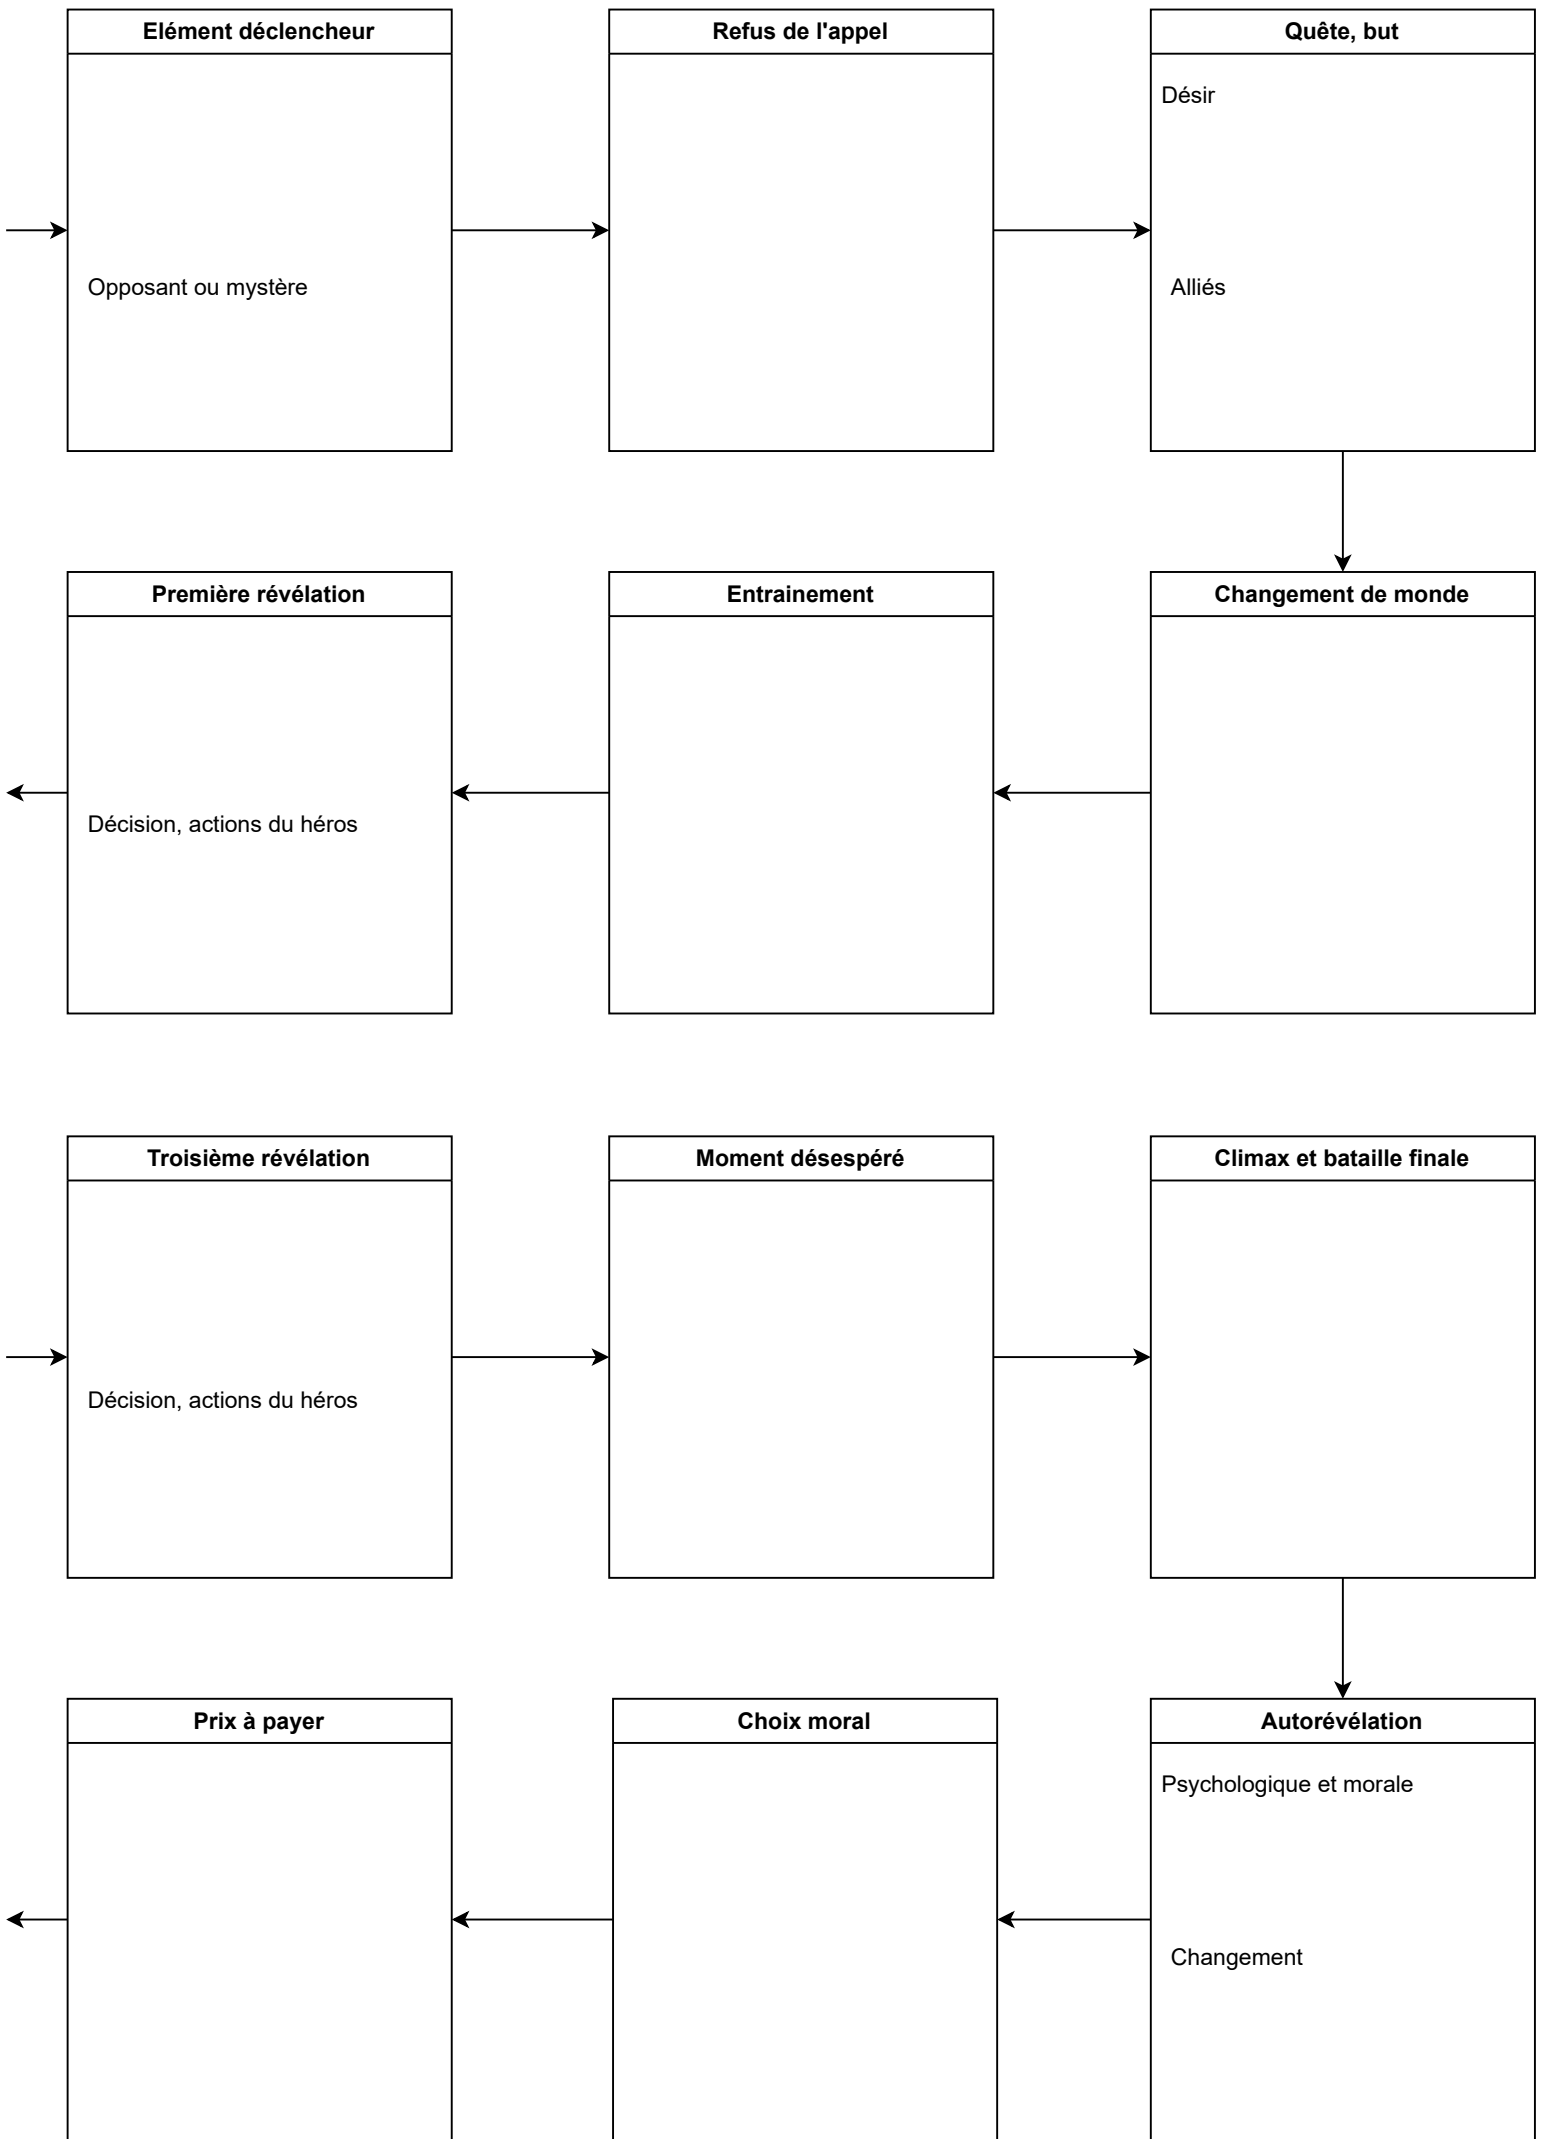 Elément déclencheur
Refus de l'appel
Quête, but
Désir
Opposant ou mystère
Alliés
Première révélation
Entrainement
Changement de monde
Décision, actions du héros
Troisième révélation
Moment désespéré
Climax et bataille finale
Décision, actions du héros
Prix à payer
Choix moral
Autorévélation
Psychologique et morale
Changement